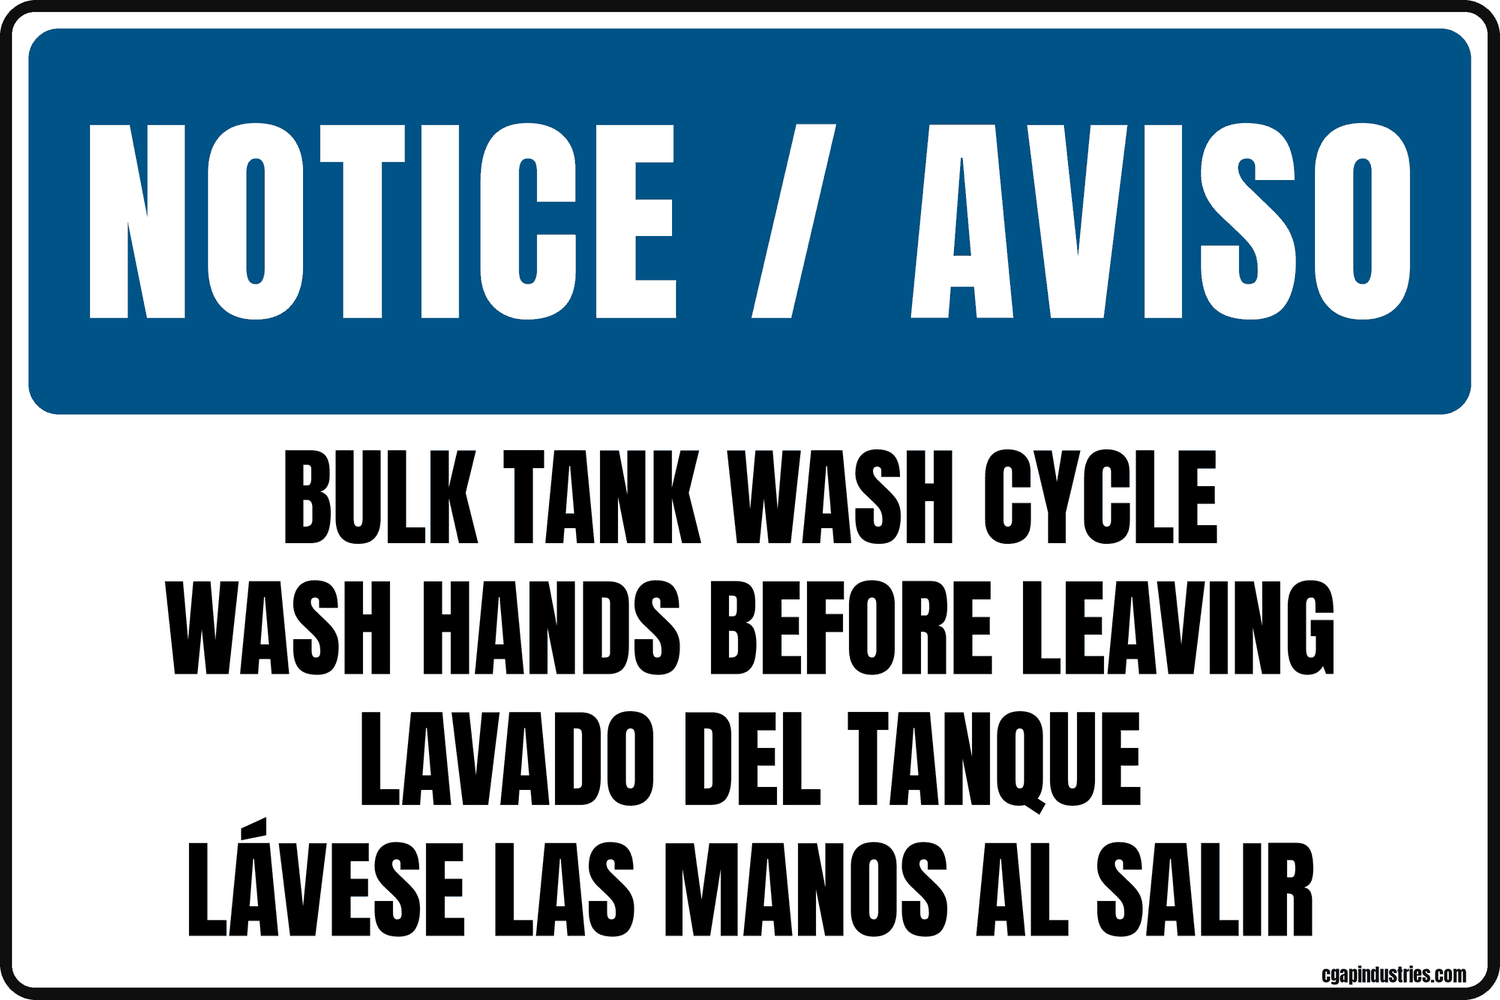 NOTICE / AVISO
BULK TANK WASH CYCLE
WASH HANDS BEFORE LEAVING
LAVADO DEL TANQUE
LÁVESE LAS MANOS AL SALIR
cgapindustries.com